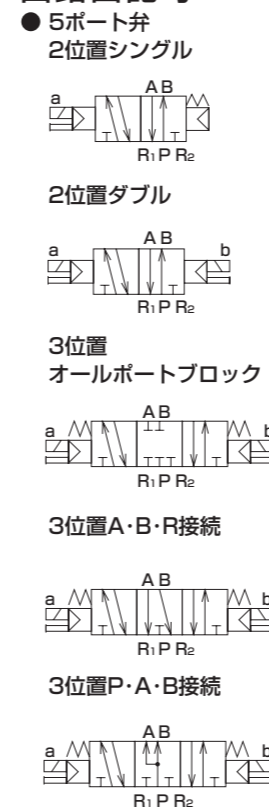 ● 5ポート弁
2位置シングル
a
A B
R1 P R2
2位置ダブル
a
A B
b
R1 P R2
3位置
オールポートブロック
a
A B
b
R1 P R2
3位置A・B・R接続
a
A B
b
R1 P R2
3位置P・A・B接続
a
A B
b
R1 P R2